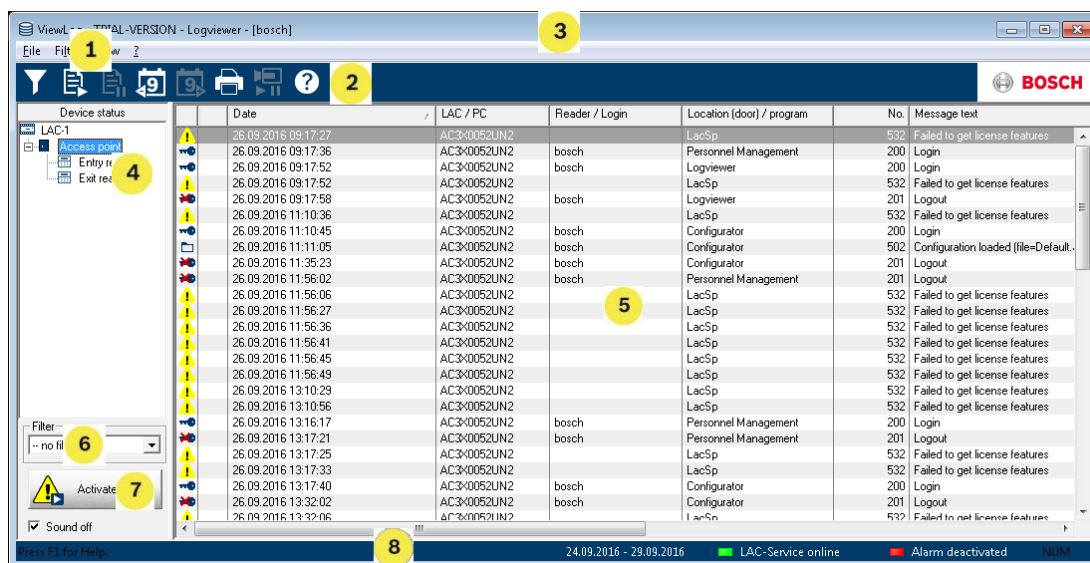 ViewLog TRIAL-VERSION - Logviewer - [bosch]
3
File 1 ?
9 9 ? 2
BOSCH
Device status
LAC-1
Access point
Entry
Exit
4
Date LAC / PC Reader / Login Location (door) / program No. Message text
26.09.2016 09:17:27 AC3X0052UN2 LacSp 532 Failed to get license features
26.09.2016 09:17:36 AC3X0052UN2 bosch Personnel Management 200 Login
26.09.2016 09:17:52 AC3X0052UN2 bosch Logviewer 200 Login
26.09.2016 09:17:52 AC3X0052UN2 LacSp 532 Failed to get license features
26.09.2016 09:17:58 AC3X0052UN2 bosch Logviewer 201 Logout
26.09.2016 11:10:36 AC3X0052UN2 LacSp 532 Failed to get license features
26.09.2016 11:10:45 AC3X0052UN2 bosch Configurator 200 Login
26.09.2016 11:11:05 AC3X0052UN2 bosch Configurator 502 Configuration loaded (file=Default.
26.09.2016 11:35:23 AC3X0052UN2 bosch Configurator 201 Logout
26.09.2016 11:56:02 AC3X0052UN2 bosch Personnel Management 201 Logout
26.09.2016 11:56:06 AC3X0052UN2 LacSp 532 Failed to get license features
26.09.2016 11:56:27 AC3X0052UN2 LacSp 532 Failed to get license features
26.09.2016 11:56:36 AC3X0052UN2 LacSp 532 Failed to get license features
26.09.2016 11:56:41 AC3X0052UN2 LacSp 532 Failed to get license features
26.09.2016 11:56:45 AC3X0052UN2 LacSp 532 Failed to get license features
26.09.2016 11:56:49 AC3X0052UN2 LacSp 532 Failed to get license features
26.09.2016 13:10:29 AC3X0052UN2 LacSp 532 Failed to get license features
26.09.2016 13:10:56 AC3X0052UN2 LacSp 532 Failed to get license features
26.09.2016 13:16:17 AC3X0052UN2 bosch Personnel Management 200 Login
26.09.2016 13:17:21 AC3X0052UN2 bosch Personnel Management 201 Logout
26.09.2016 13:17:25 AC3X0052UN2 LacSp 532 Failed to get license features
26.09.2016 13:17:33 AC3X0052UN2 LacSp 532 Failed to get license features
26.09.2016 13:17:40 AC3X0052UN2 bosch Configurator 200 Login
26.09.2016 13:32:02 AC3X0052UN2 bosch Configurator 201 Logout
26.09.2016 13:32:06 AC3X0052UN2 LacSp 532 Failed to get license features
5
Filter
-- no 6
Activate 7
Sound off
Press F1 for Help. 8 24.09.2016 - 29.09.2016 LAC-Service online Alarm deactivated NUM